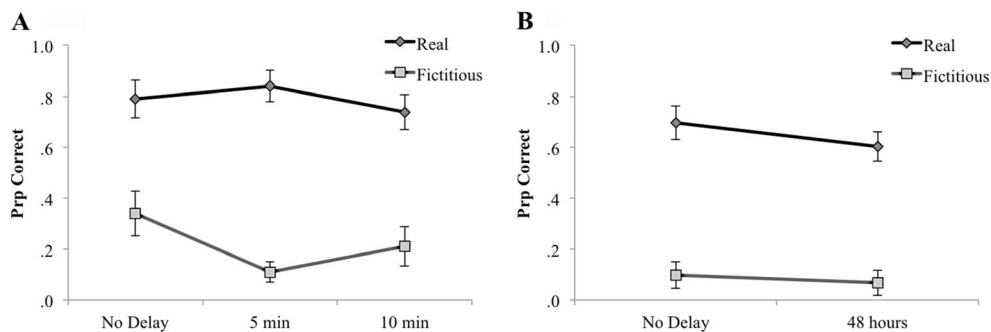 A
Real
Fictitious
Prp Correct
1.0
.8
.6
.4
.2
.0
No Delay 5 min 10 min
B
Real
Fictitious
Prp Correct
1.0
.8
.6
.4
.2
.0
No Delay 48 hours